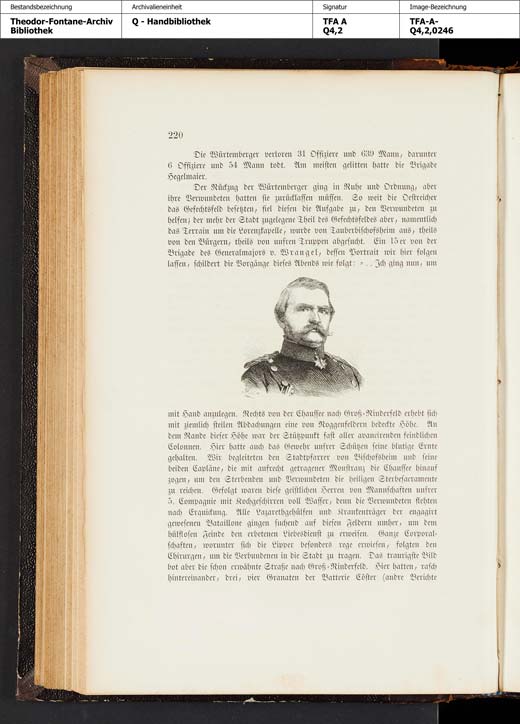 Bestandsbezeichnung
Archivalieneinheit
Signatur
Image-Bezeichnung
Theodor-Fontane-Archiv
Bibliothek
Q - Handbibliothek
TFA A
Q4,2
TFA-A-
Q4,2,0246
220
Die Würtemberger verloren 31 Offiziere und 639 Mann, darunter
6 Offiziere und 54 Mann todt. Am meisten gelitten hatte die Brigade
Hegelmaier.
Der Rückzug der Würtemberger ging in Ruhe und Ordnung, aber
ihre Verwundeten hatten sie zurücklassen müssen. So weit die Oestreicher
das Gefechtsfeld besetzten, fiel diesen die Aufgabe zu, den Verwundeten zu
helfen; der mehr der Stadt zugelegene Theil des Gefechtsfeldes aber, namentlich
das Terrain um die Lorenzkapelle, wurde von Tauberbischofsheim aus, theils
von den Bürgern, theils von unsren Truppen abgesucht. Ein 15er von der
Brigade des Generalmajors v. Wrangel, dessen Portrait wir hier folgen
lassen, schildert die Vorgänge dieses Abends wie folgt: » .. Ich ging nun, um
mit Hand anzulegen. Rechts von der Chaussee nach Groß-Rinderfeld erhebt sich
mit ziemlich steilen Abdachungen eine von Roggenfeldern bedeckte Höhe. An
dem Rande dieser Höhe war der Stützpunkt fast aller avancirenden feindlichen
Colonnen. Hier hatte auch das Gewehr unsrer Schützen seine blutige Ernte
gehalten. Wir begleiteten den Stadtpfarrer von Bischofsheim und seine
beiden Capläne, die mit aufrecht getragener Monstranz die Chaussee hinauf
zogen, um den Sterbenden und Verwundeten die heiligen Sterbesacramente
zu reichen. Gefolgt waren diese geistlichen Herren von Mannschaften unsrer
5. Compagnie mit Kochgeschirren voll Wasser, denn die Verwundeten flehten
nach Erquickung. Alle Lazarethgehülfen und Krankenträger der engagirt
gewesenen Bataillone gingen suchend auf diesen Feldern umher, um dem
hülflosen Feinde den erbetenen Liebesdienst zu erweisen. Ganze Corporal-
schaften, worunter sich die Lipper besonders rege erwiesen, folgten den
Chirurgen, um die Verbundenen in die Stadt zu tragen. Das traurigste Bild
bot aber die schon erwähnte Straße nach Groß-Rinderfeld. Hier hatten, rasch
hintereinander, drei, vier Granaten der Batterie Cöster (andre Berichte